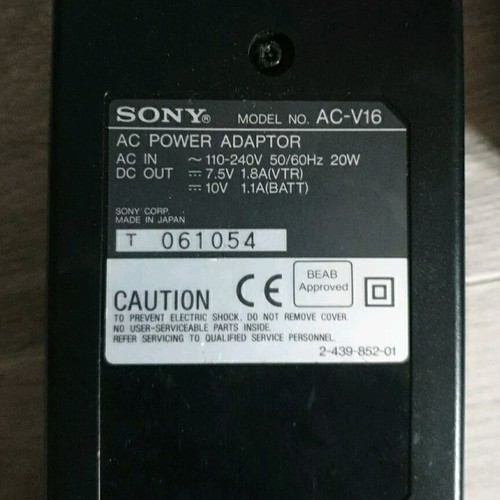 SONY® MODEL NO. AC-V16
AC POWER ADAPTOR
AC IN ~ 110-240V 50/60Hz 20W
DC OUT ⎓ 7.5V 1.8A(VTR)
⎓ 10V 1.1A(BATT)
SONY CORP.
MADE IN JAPAN
T 061054
CAUTION CE BEAB
Approved
TO PREVENT ELECTRIC SHOCK, DO NOT REMOVE COVER.
NO USER-SERVICEABLE PARTS INSIDE.
REFER SERVICING TO QUALIFIED SERVICE PERSONNEL.
2-439-852-01